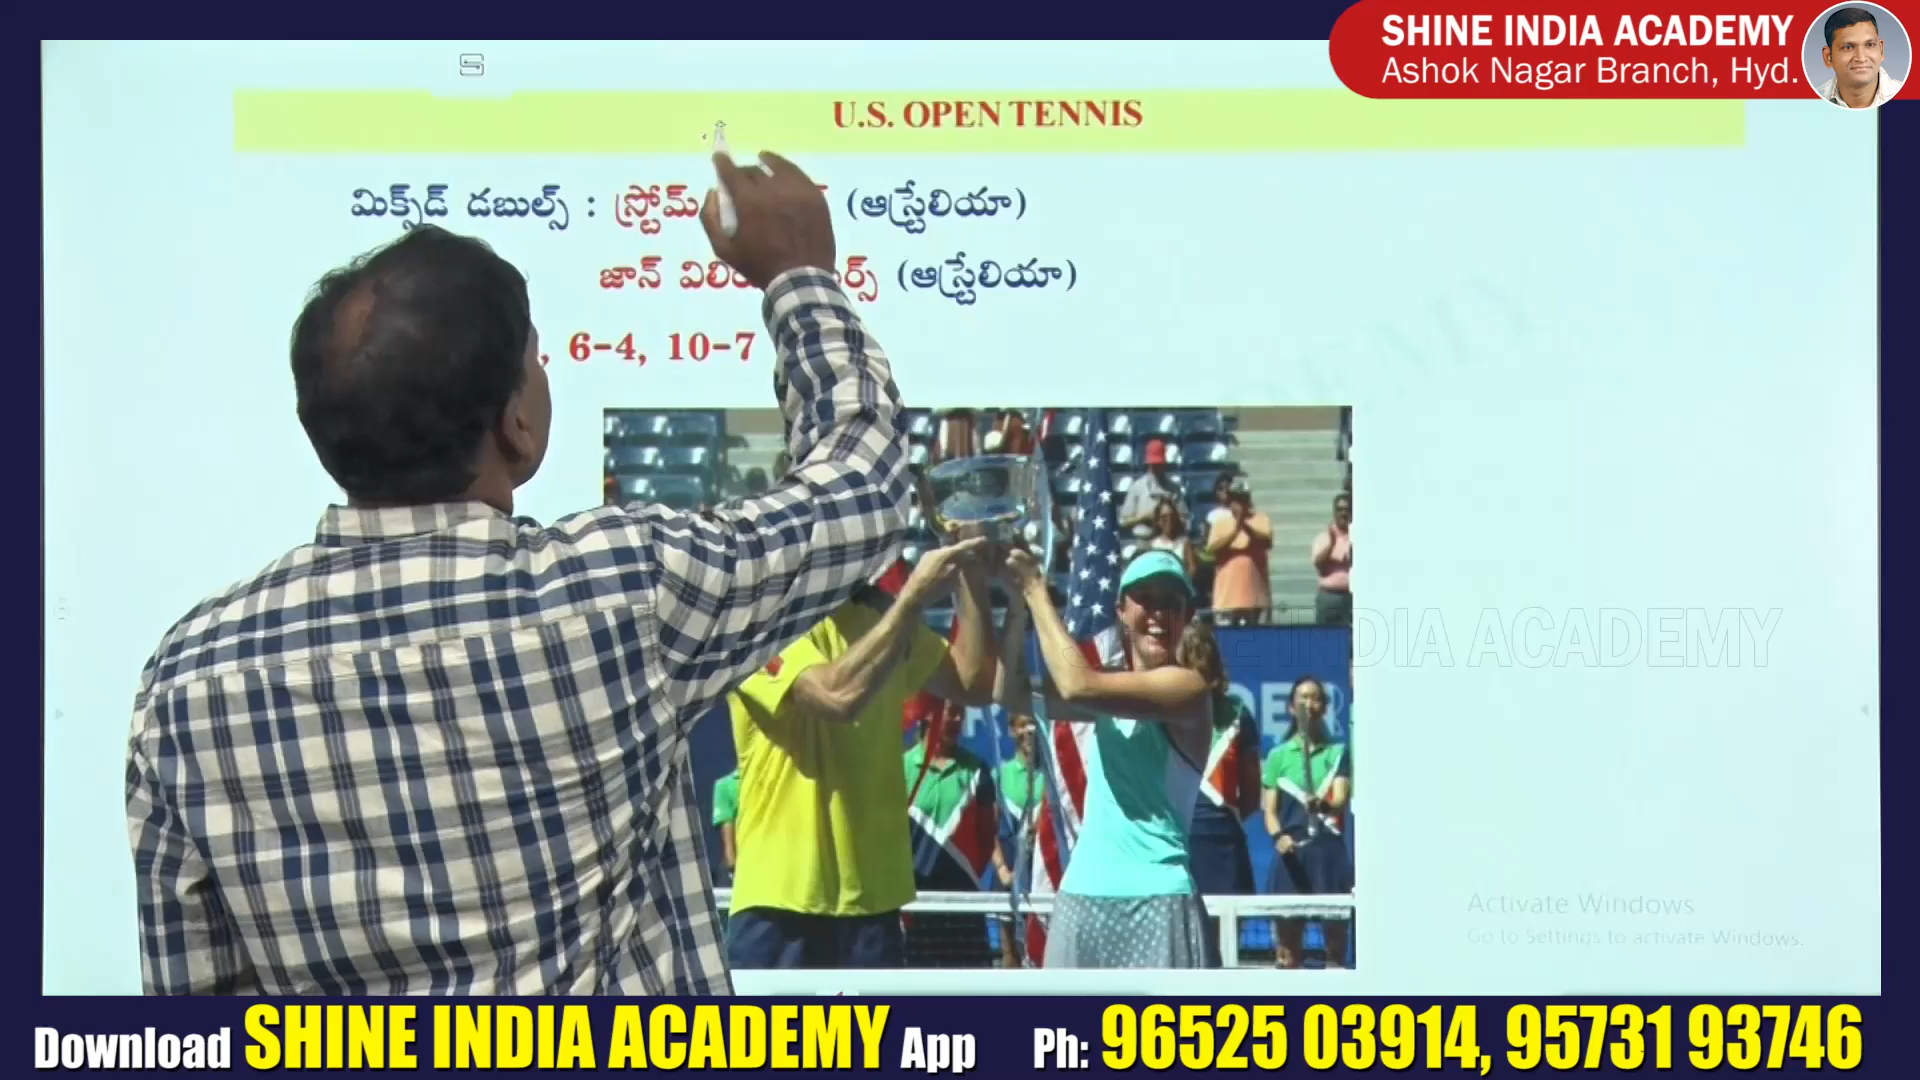 SHINE INDIA ACADEMY
Ashok Nagar Branch, Hyd.
U.S. OPEN TENNIS
మిక్స్‌డ్ డబుల్స్ : స్ట్రోమ్ (ఆస్ట్రేలియా)
జాన్ (ఆస్ట్రేలియా)
, 6-4, 10-7
SHINE INDIA ACADEMY
Activate Windows
Go to Settings to activate Windows.
Download SHINE INDIA ACADEMY App Ph: 96525 03914, 95731 93746